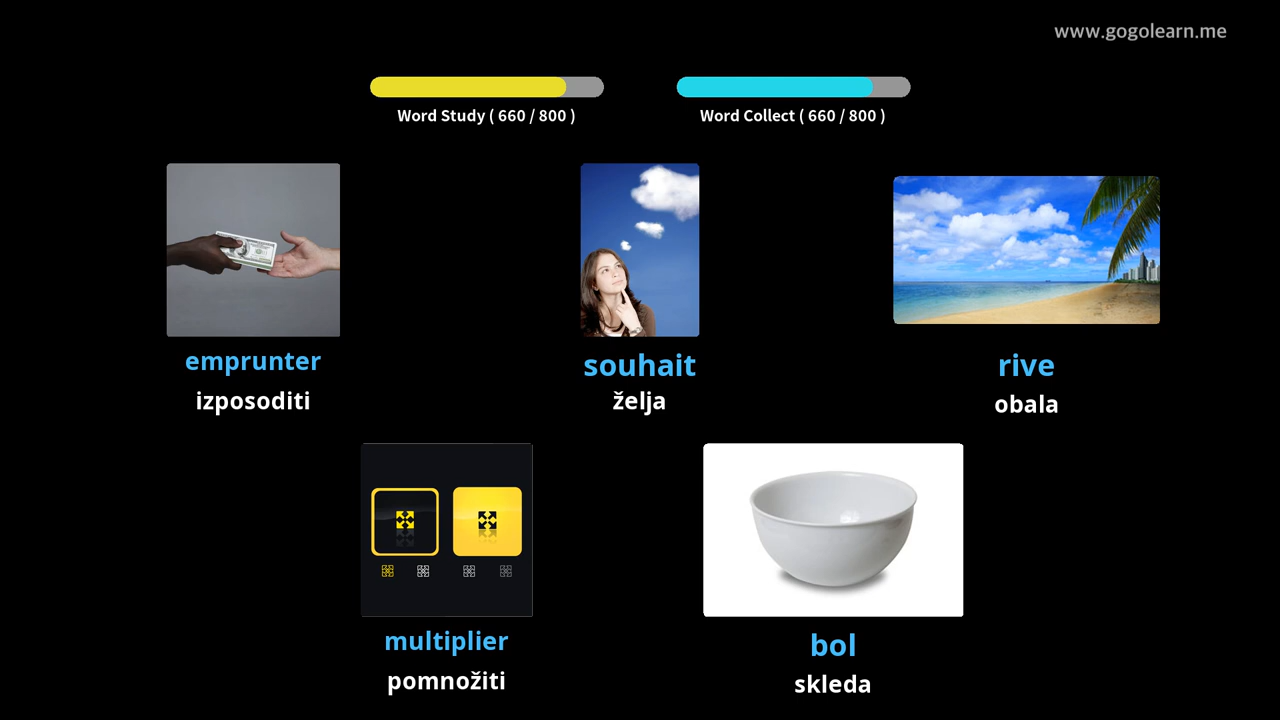 www.gogolearn.me
Word Study ( 660 / 800 )
Word Collect ( 660 / 800 )
emprunter
izposoditi
souhait
želja
rive
obala
multiplier
pomnožiti
bol
skleda